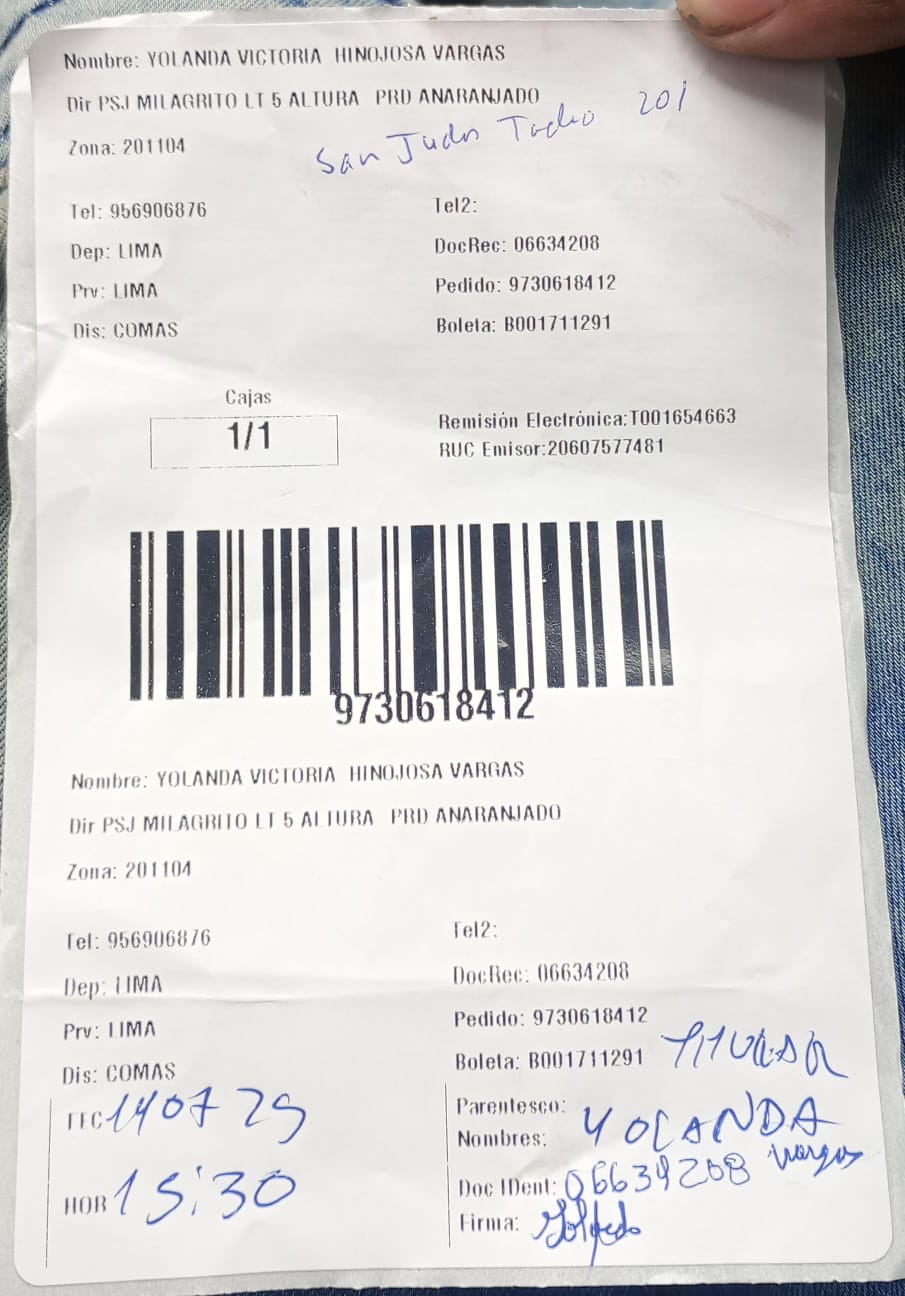 Nombre: YOLANDA VICTORIA HINOJOSA VARGAS
Dir PSJ MILAGRITO LT 5 ALTURA PRD ANARANJADO
San Judas Tadeo 201
Zona: 201104
Tel: 956906876 Tel2:
Dep: LIMA DocRec: 06634208
Prv: LIMA Pedido: 9730618412
Dis: COMAS Boleta: B001711291
Cajas
1/1
Remisión Electrónica:T001654663
RUC Emisor:20607577481
9730618412
Nombre: YOLANDA VICTORIA HINOJOSA VARGAS
Dir PSJ MILAGRITO LT 5 ALTURA PRD ANARANJADO
Zona: 201104
Tel: 956906876 Tel2:
Dep: LIMA DocRec: 06634208
Prv: LIMA Pedido: 9730618412
Dis: COMAS Boleta: B001711291
TITULAR
FEC 14 07 25 Parentesco:
Nombres: YOLANDA
Vargas
HOR 15:30 Doc IDent: 06634208
Firma: